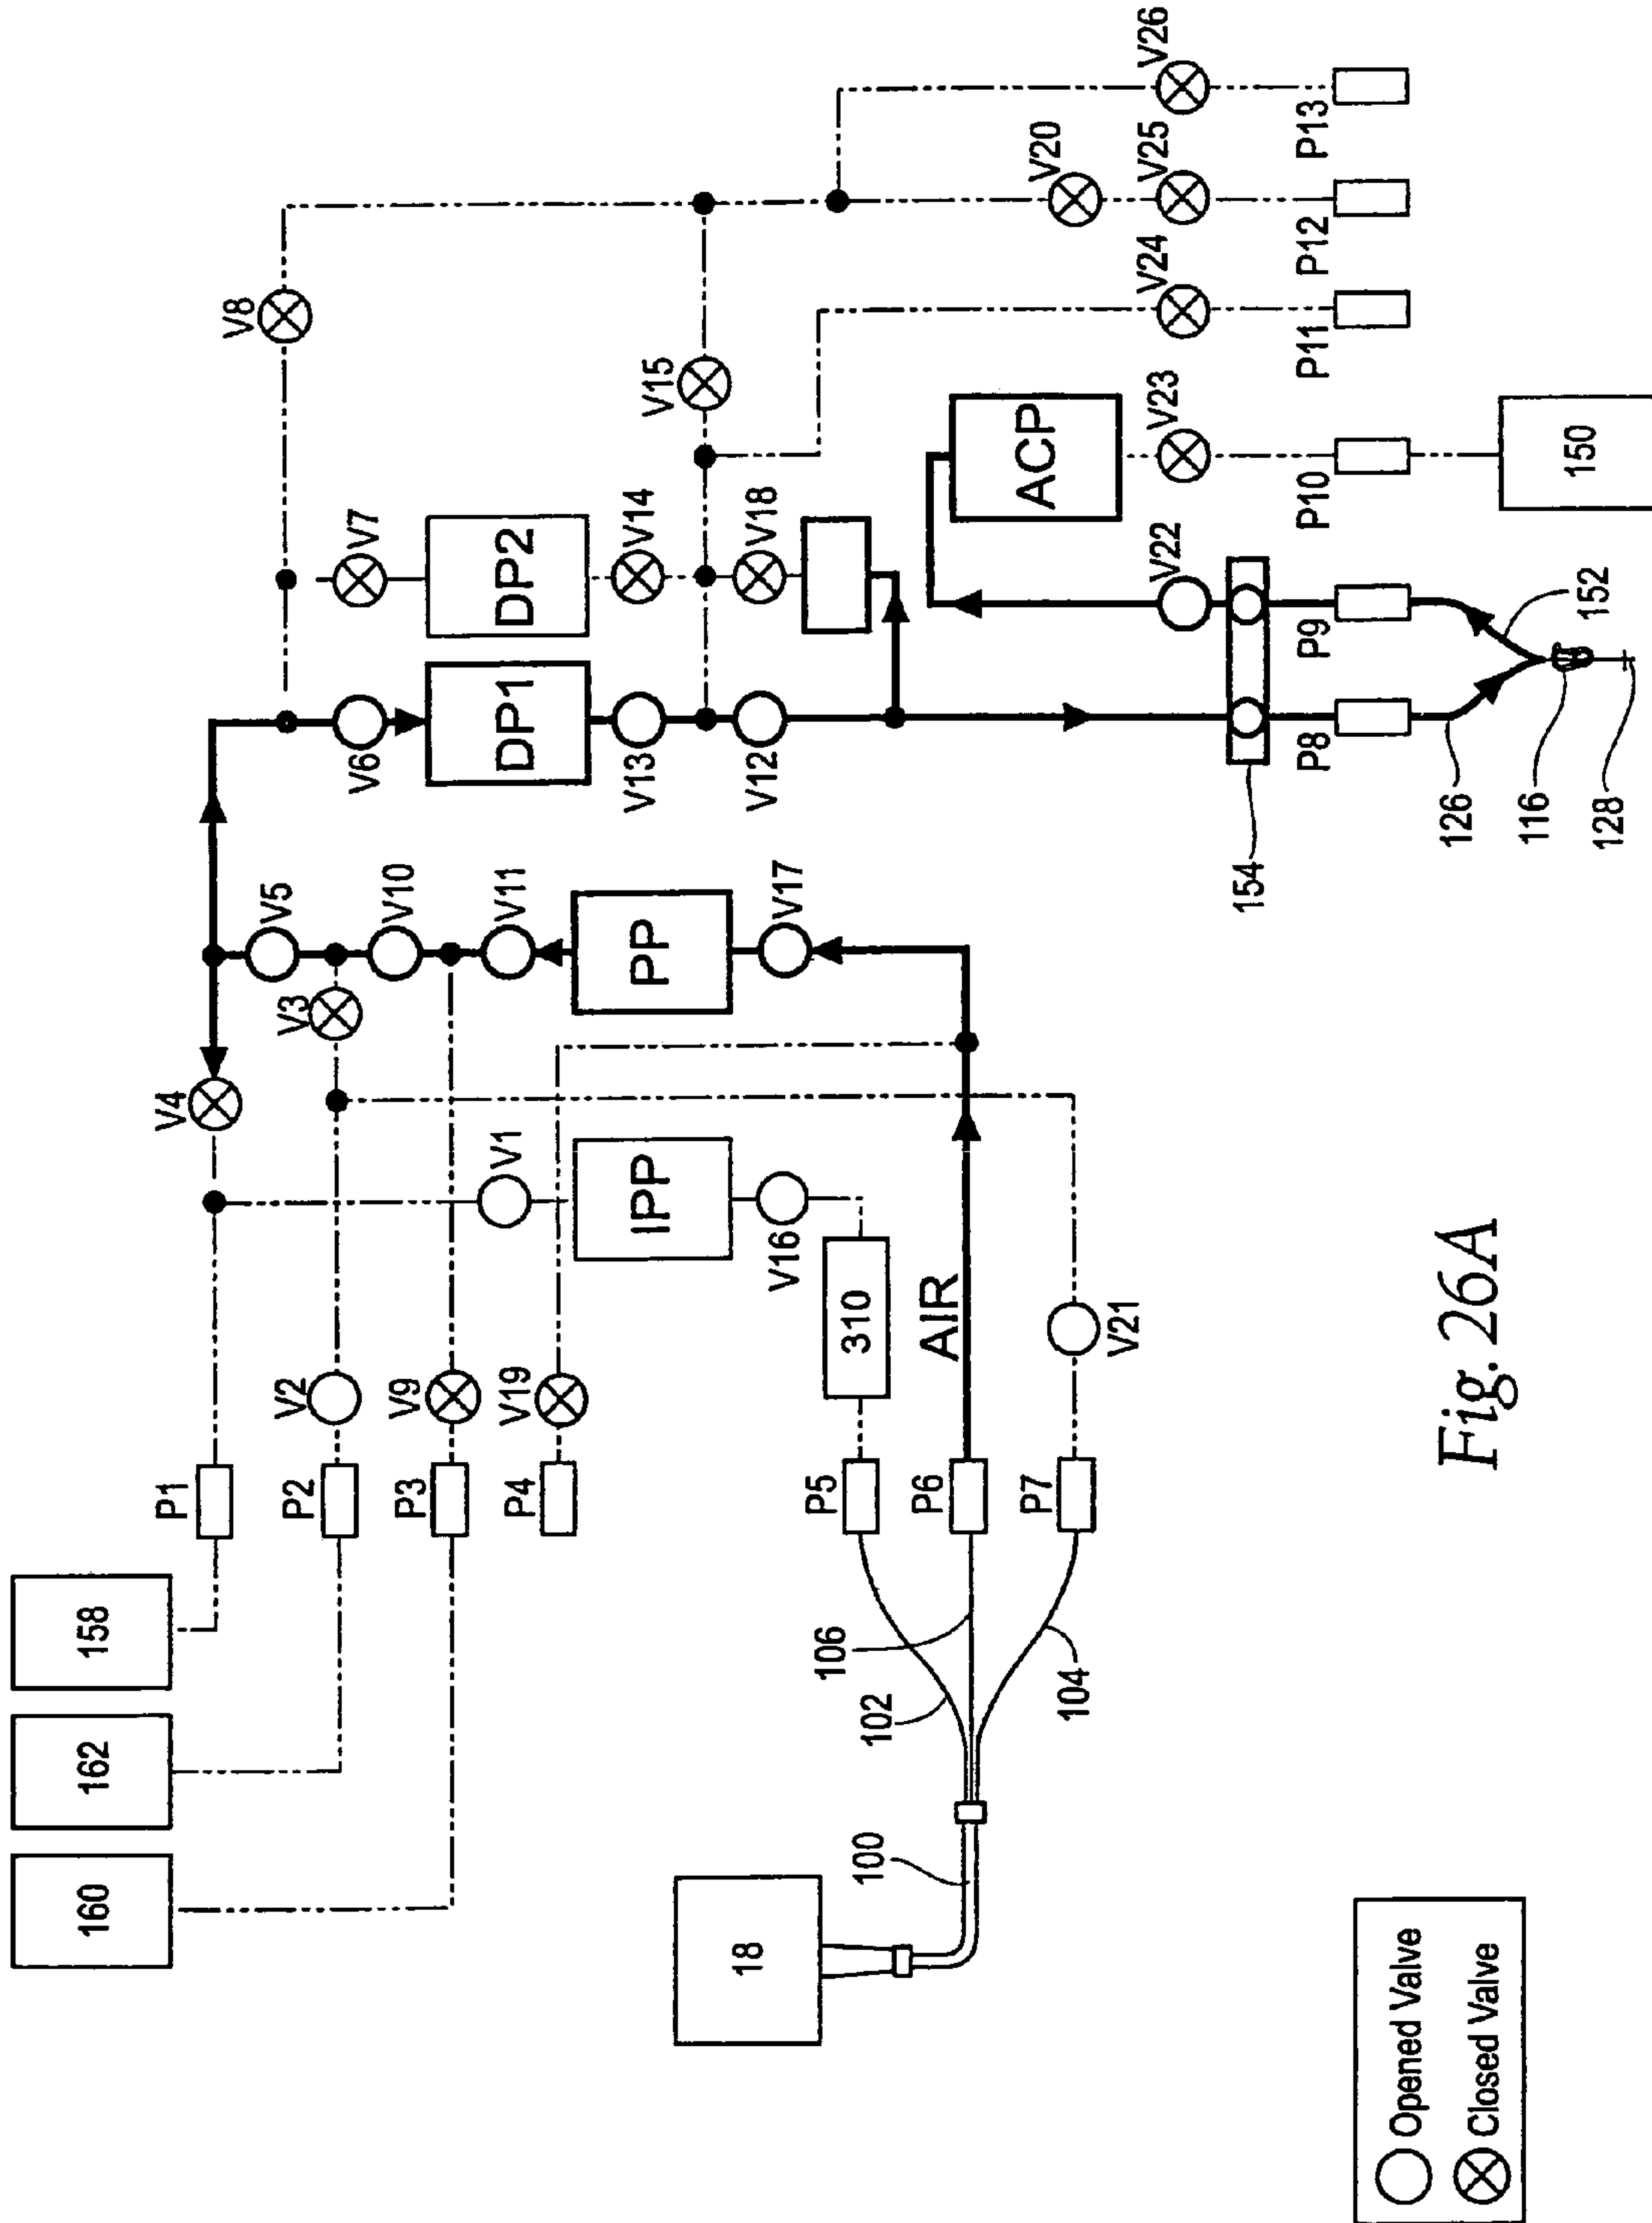 160
162
158
P1
P2
P3
P4
V2
V9
V19
V4
V3
V5
V10
V11
V1
IPP
V16
PP
V17
310
AIR
V21
P5
P6
P7
102
106
104
100
18
V8
V7
V6
DP2
DP1
V14
V13
V15
V18
V12
ACP
V20
V26
V25
V24
V23
V22
154
P8
P9
P10
P11
P12
P13
126
116
128
152
150
Opened Valve
Closed Valve
Fig. 26A